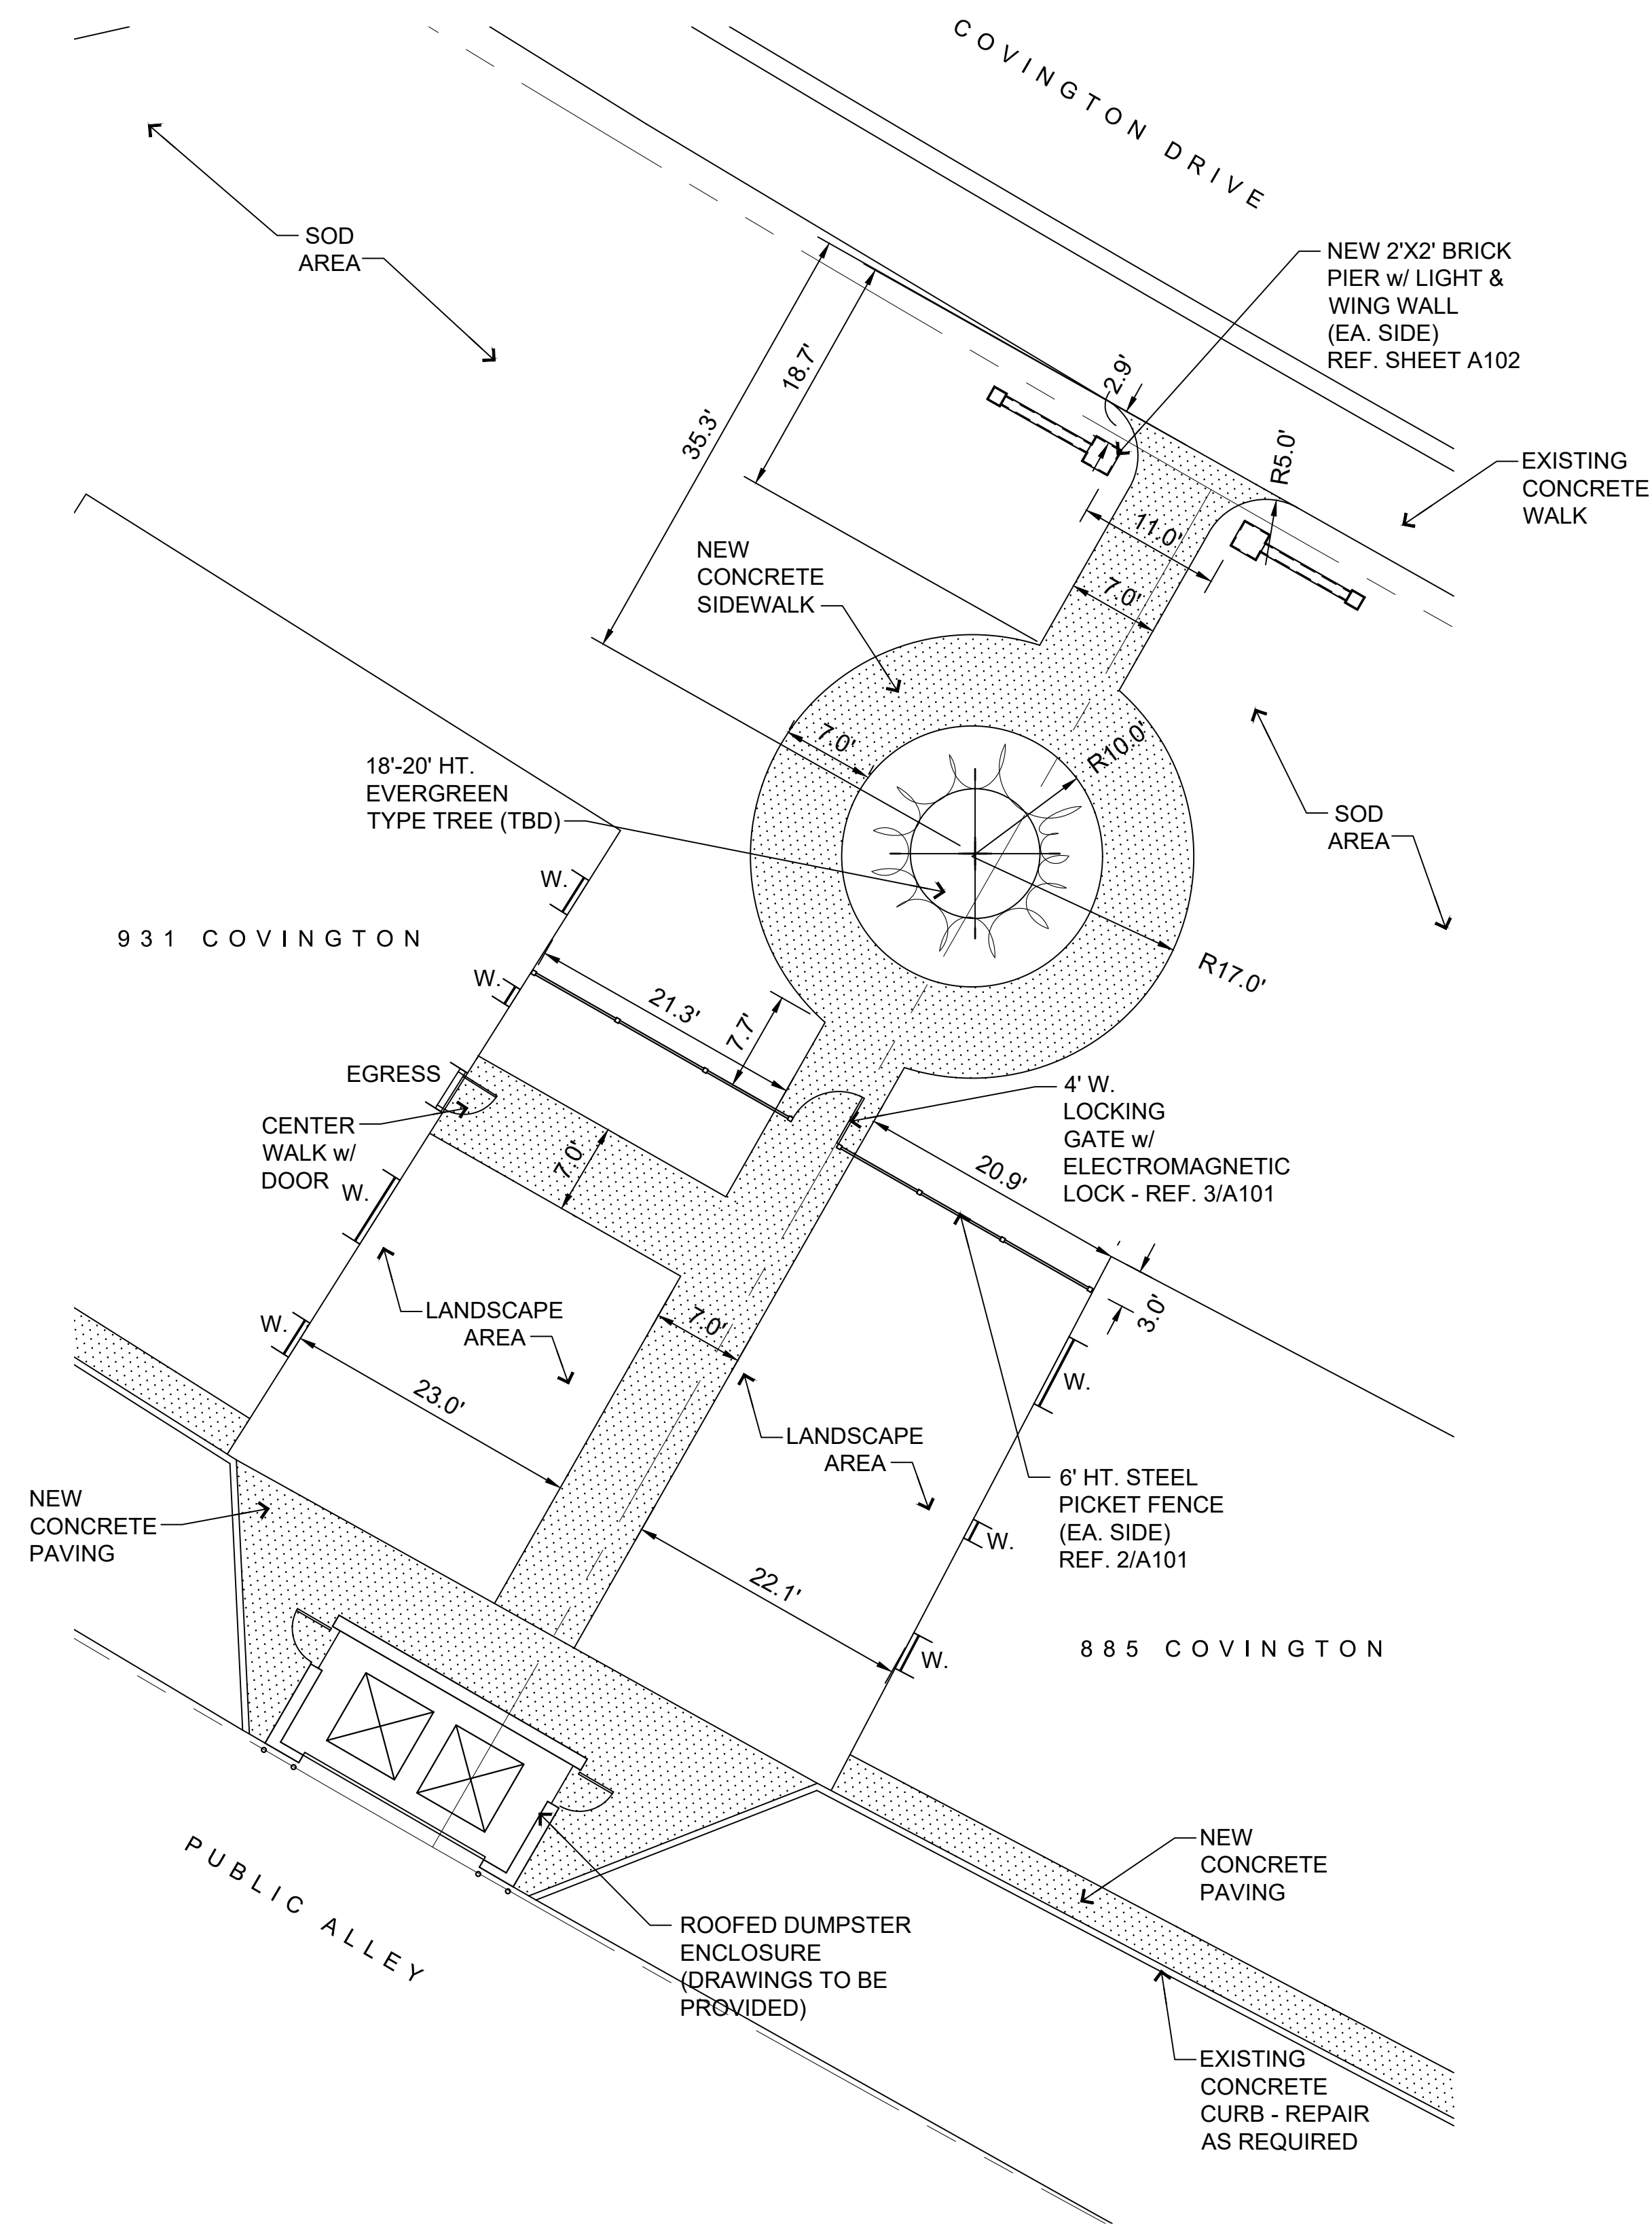 COVINGTON DRIVE
SOD
AREA
NEW 2'X2' BRICK
PIER w/ LIGHT &
WING WALL
(EA. SIDE)
REF. SHEET A102
18.7'
2.9'
35.3'
R5.0'
EXISTING
CONCRETE
WALK
11.0'
NEW
CONCRETE
SIDEWALK
7.0'
7.0'
R10.0'
18'-20' HT.
EVERGREEN
TYPE TREE (TBD)
SOD
AREA
W.
931 COVINGTON
W.
R17.0'
21.3'
7.7'
EGRESS
CENTER
WALK w/
DOOR
4' W.
LOCKING
GATE w/
ELECTROMAGNETIC
LOCK - REF. 3/A101
7.0'
20.9'
W.
LANDSCAPE
AREA
W.
7.0'
3.0'
W.
23.0'
LANDSCAPE
AREA
6' HT. STEEL
PICKET FENCE
(EA. SIDE)
REF. 2/A101
NEW
CONCRETE
PAVING
W.
22.1'
W.
885 COVINGTON
PUBLIC ALLEY
NEW
CONCRETE
PAVING
ROOFED DUMPSTER
ENCLOSURE
(DRAWINGS TO BE
PROVIDED)
EXISTING
CONCRETE
CURB - REPAIR
AS REQUIRED